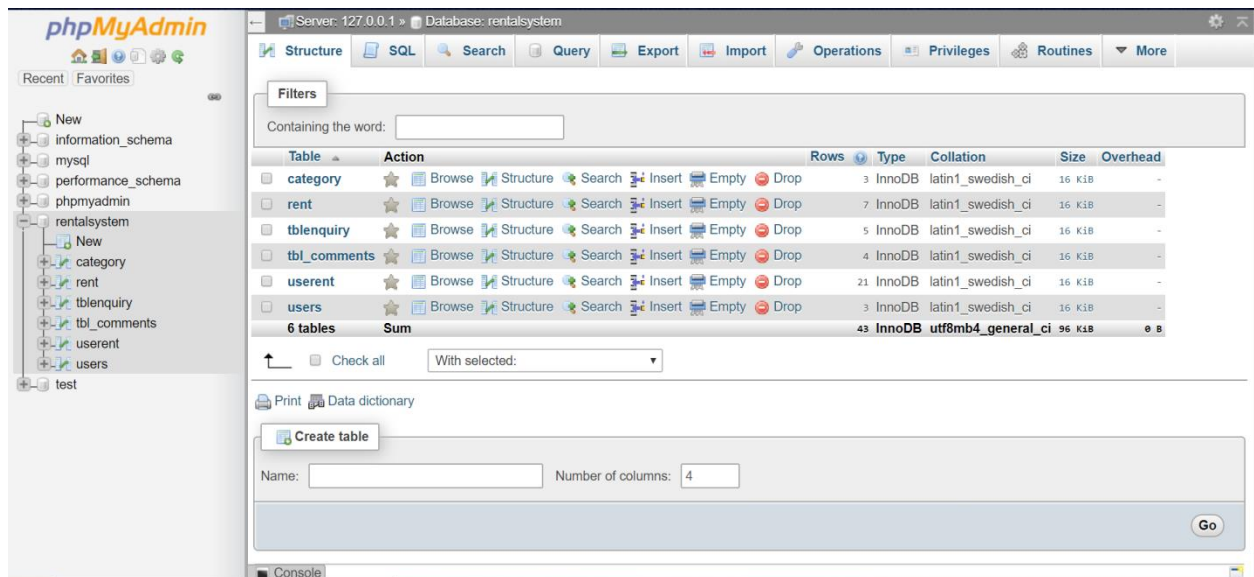 phpMyAdmin
Recent Favorites
New
information_schema
mysql
performance_schema
phpmyadmin
rentalsystem
New
category
rent
tblenquiry
tbl_comments
userent
users
test
Server: 127.0.0.1 » Database: rentalsystem
Structure SQL Search Query Export Import Operations Privileges Routines More
Filters
Containing the word:
Table Action Rows Type Collation Size Overhead
category Browse Structure Search Insert Empty Drop 3 InnoDB latin1_swedish_ci 16 KiB -
rent Browse Structure Search Insert Empty Drop 7 InnoDB latin1_swedish_ci 16 KiB -
tblenquiry Browse Structure Search Insert Empty Drop 5 InnoDB latin1_swedish_ci 16 KiB -
tbl_comments Browse Structure Search Insert Empty Drop 4 InnoDB latin1_swedish_ci 16 KiB -
userent Browse Structure Search Insert Empty Drop 21 InnoDB latin1_swedish_ci 16 KiB -
users Browse Structure Search Insert Empty Drop 3 InnoDB latin1_swedish_ci 16 KiB -
6 tables Sum 43 InnoDB utf8mb4_general_ci 96 KiB 0 B
Check all With selected:
Print Data dictionary
Create table
Name: Number of columns: 4
Go
Console